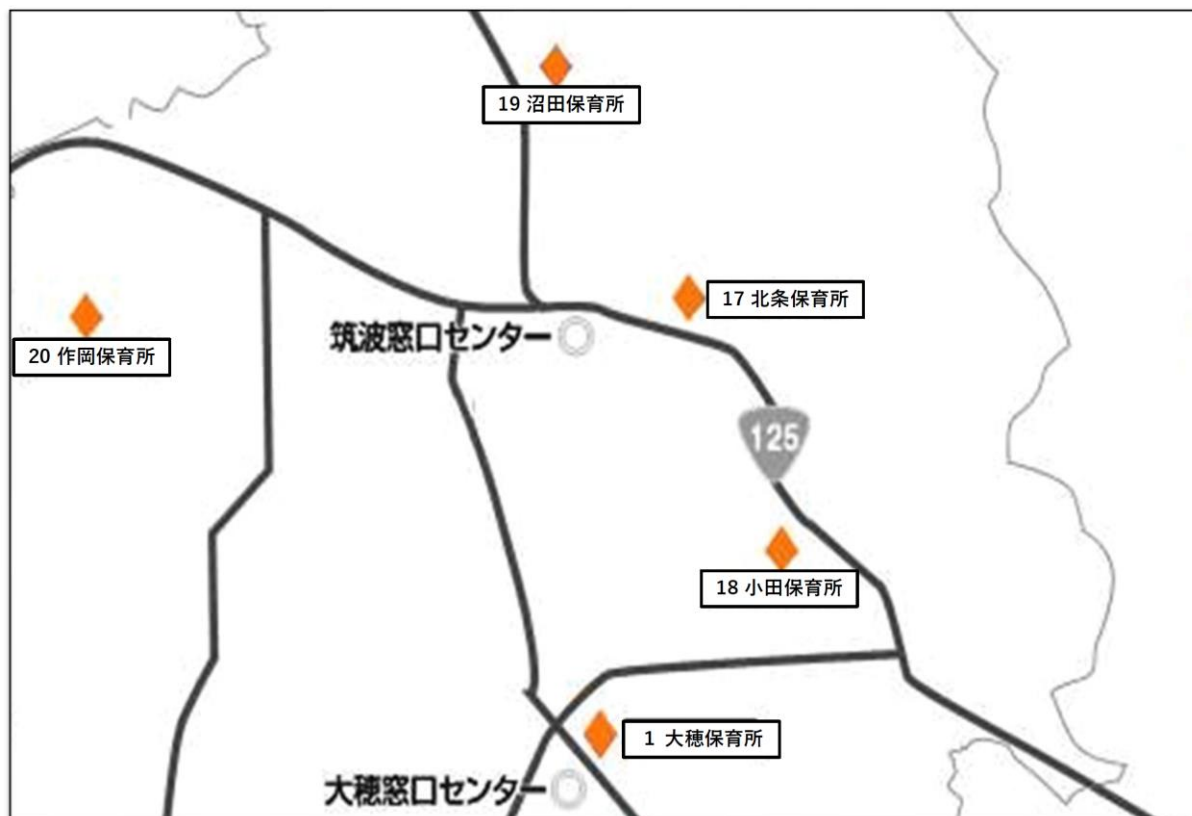 19 沼田保育所
17 北条保育所
筑波窓口センター
20 作岡保育所
125
18 小田保育所
1 大穂保育所
大穂窓口センター